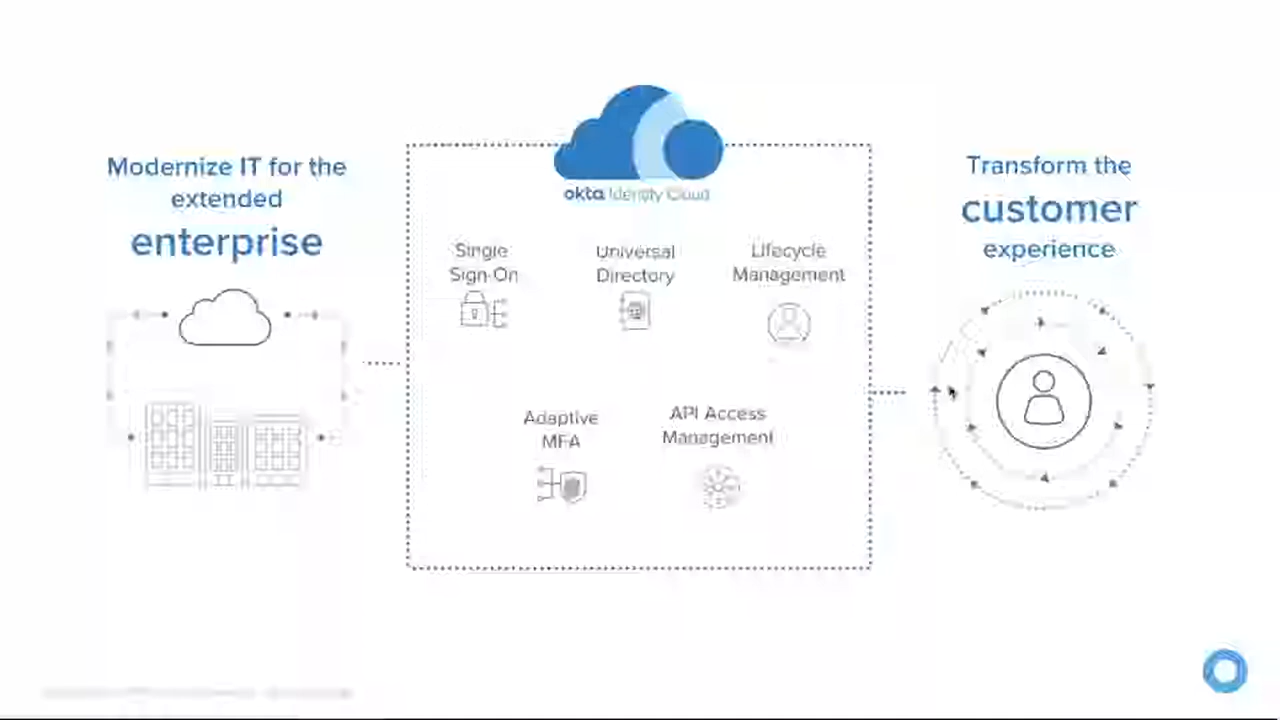 Modernize IT for the
extended
enterprise
okta Identity Cloud
Single
Sign-On
Universal
Directory
Lifecycle
Management
Adaptive
MFA
API Access
Management
Transform the
customer
experience